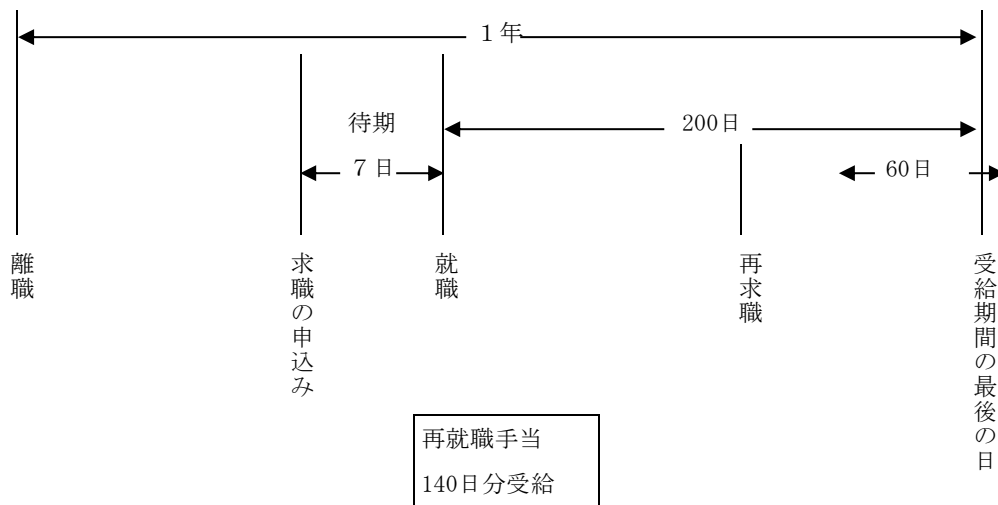 １年
待期
７日
200日
60日
離職
求職の申込み
就職
再求職
受給期間の最後の日
再就職手当
140日分受給